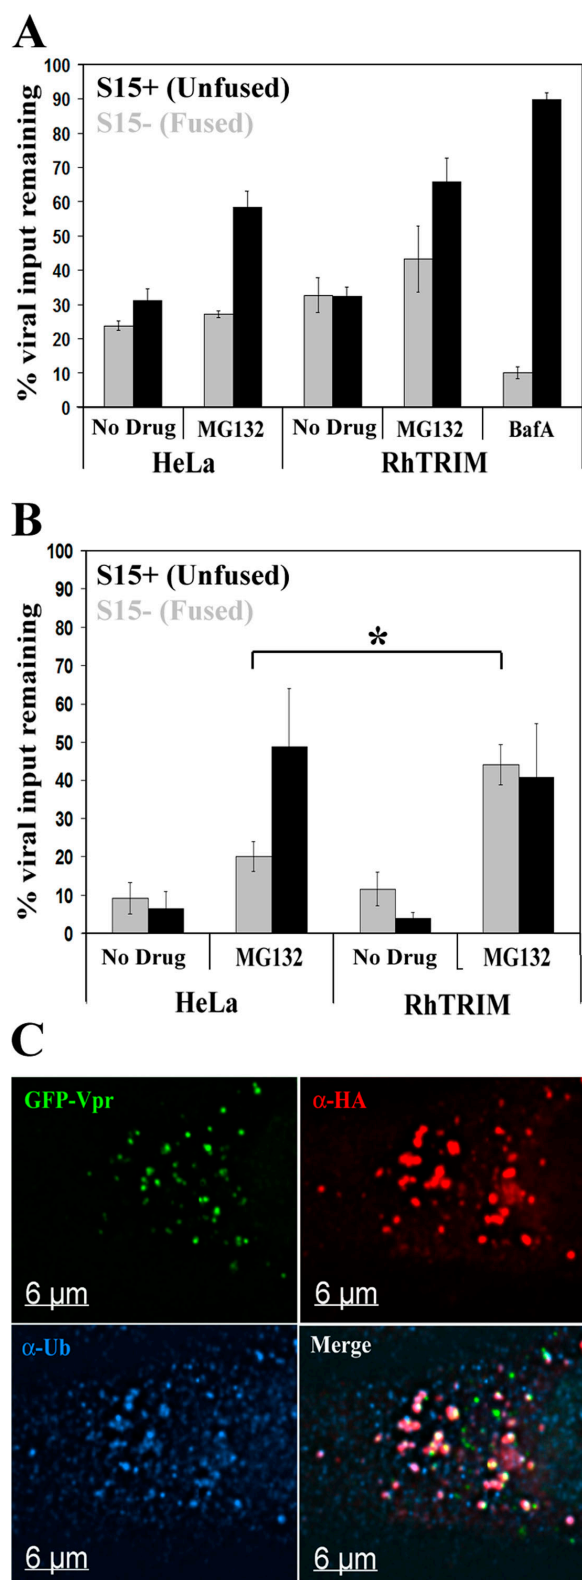 A
S15+ (Unfused)
S15- (Fused)
% viral input remaining
100
90
80
70
60
50
40
30
20
10
0
No Drug MG132 No Drug MG132 BafA
HeLa RhTRIM
B
S15+ (Unfused)
S15- (Fused)
*
% viral input remaining
100
90
80
70
60
50
40
30
20
10
0
No Drug MG132 No Drug MG132
HeLa RhTRIM
C
GFP-Vpr α-HA
6 µm 6 µm
α-Ub Merge
6 µm 6 µm